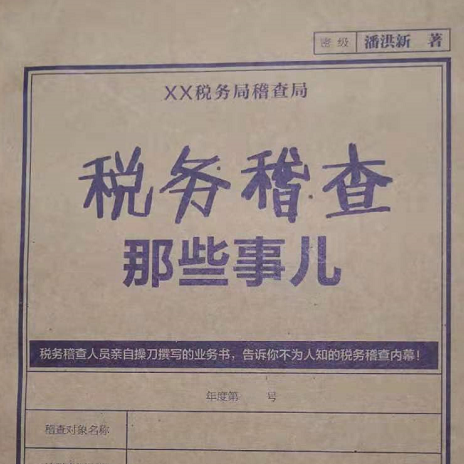 密级 潘洪新 著
XX税务局稽查局
税务稽查
那些事儿
税务稽查人员亲自操刀撰写的业务书，告诉你不为人知的税务稽查内幕！
年度第 号
稽查对象名称